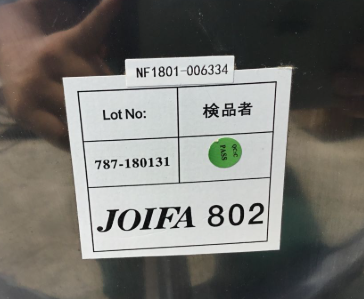 NF1801-006334
Lot No: 検品者
787-180131 QC PASS
JOIFA 802